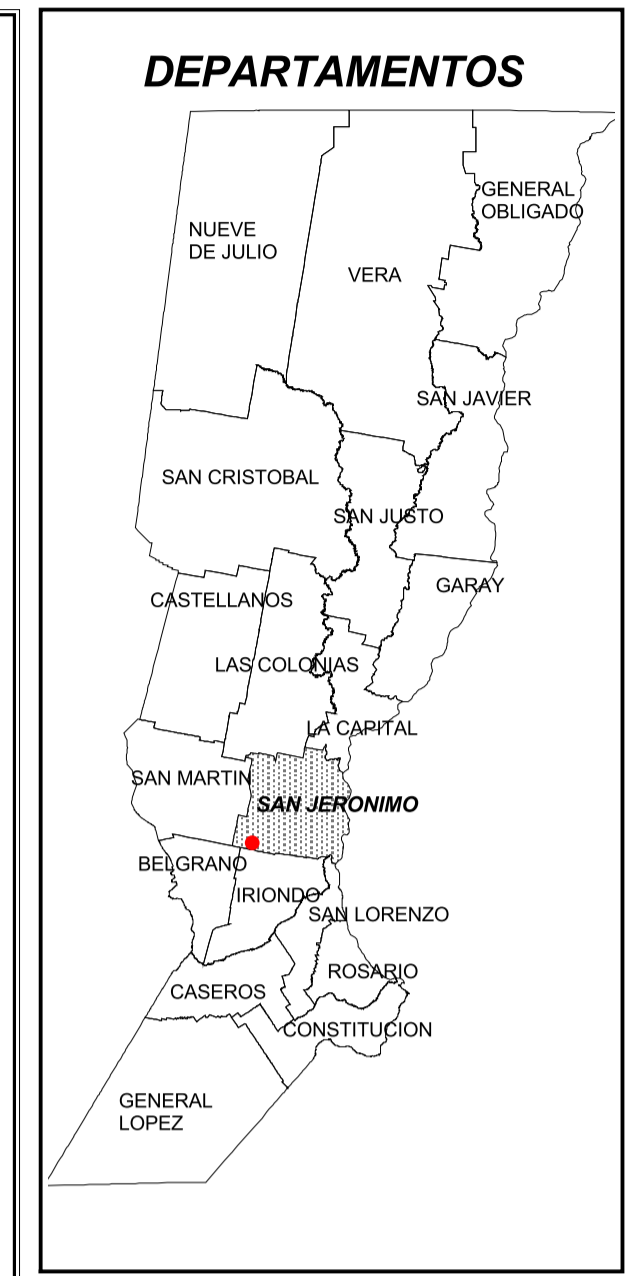 DEPARTAMENTOS
GENERAL
OBLIGADO
NUEVE
DE JULIO
VERA
SAN JAVIER
SAN CRISTOBAL
SAN JUSTO
GARAY
CASTELLANOS
LAS COLONIAS
LA CAPITAL
SAN MARTIN
SAN JERONIMO
BELGRANO
IRIONDO
SAN LORENZO
ROSARIO
CASEROS
CONSTITUCION
GENERAL
LOPEZ